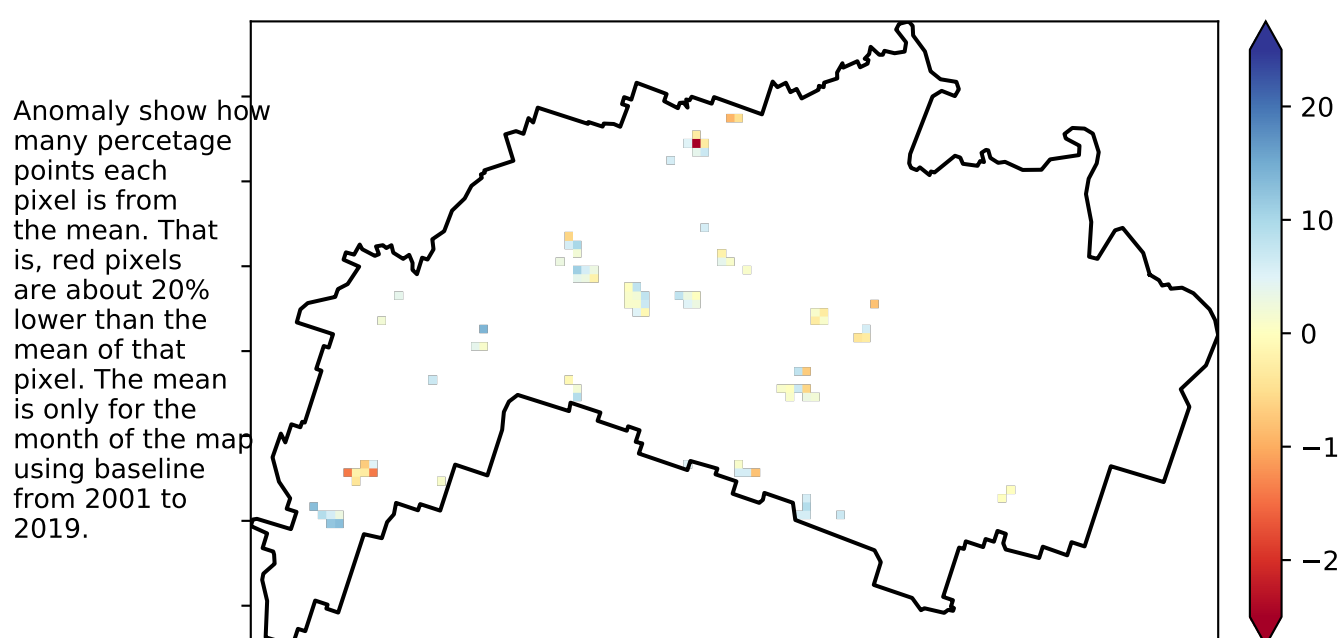 Anomaly show how
many percetage
points each
pixel is from
the mean. That
is, red pixels
are about 20%
lower than the
mean of that
pixel. The mean
is only for the
month of the map
using baseline
from 2001 to
2019.
20
10
0
−1
−2